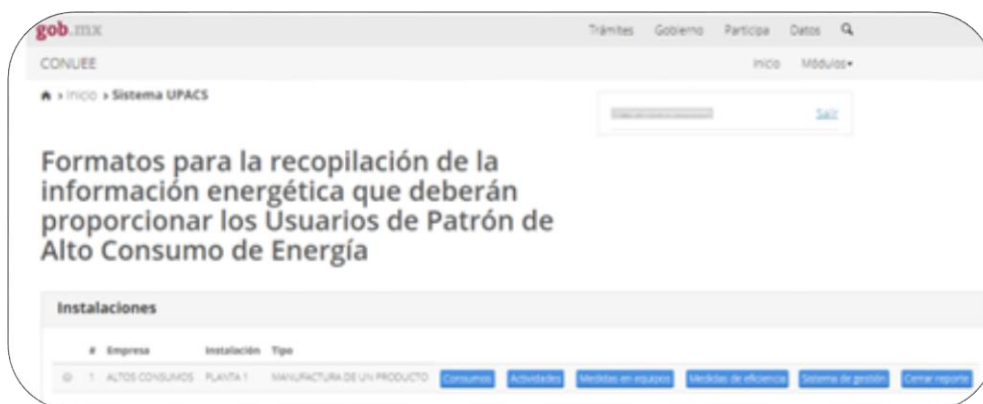 gob.mx Trámites Gobierno Participa Datos
CONUEE Inicio Módulos
> Inicio > Sistema UPACS
Salir
Formatos para la recopilación de la
información energética que deberán
proporcionar los Usuarios de Patrón de
Alto Consumo de Energía
Instalaciones
# Empresa Instalación Tipo
1 ALTOS CONSUMOS PLANTA 1 MANUFACTURA DE UN PRODUCTO Consumos Actividades Medidas en equipos Medidas de eficiencia Sistema de gestión Cerrar reporte